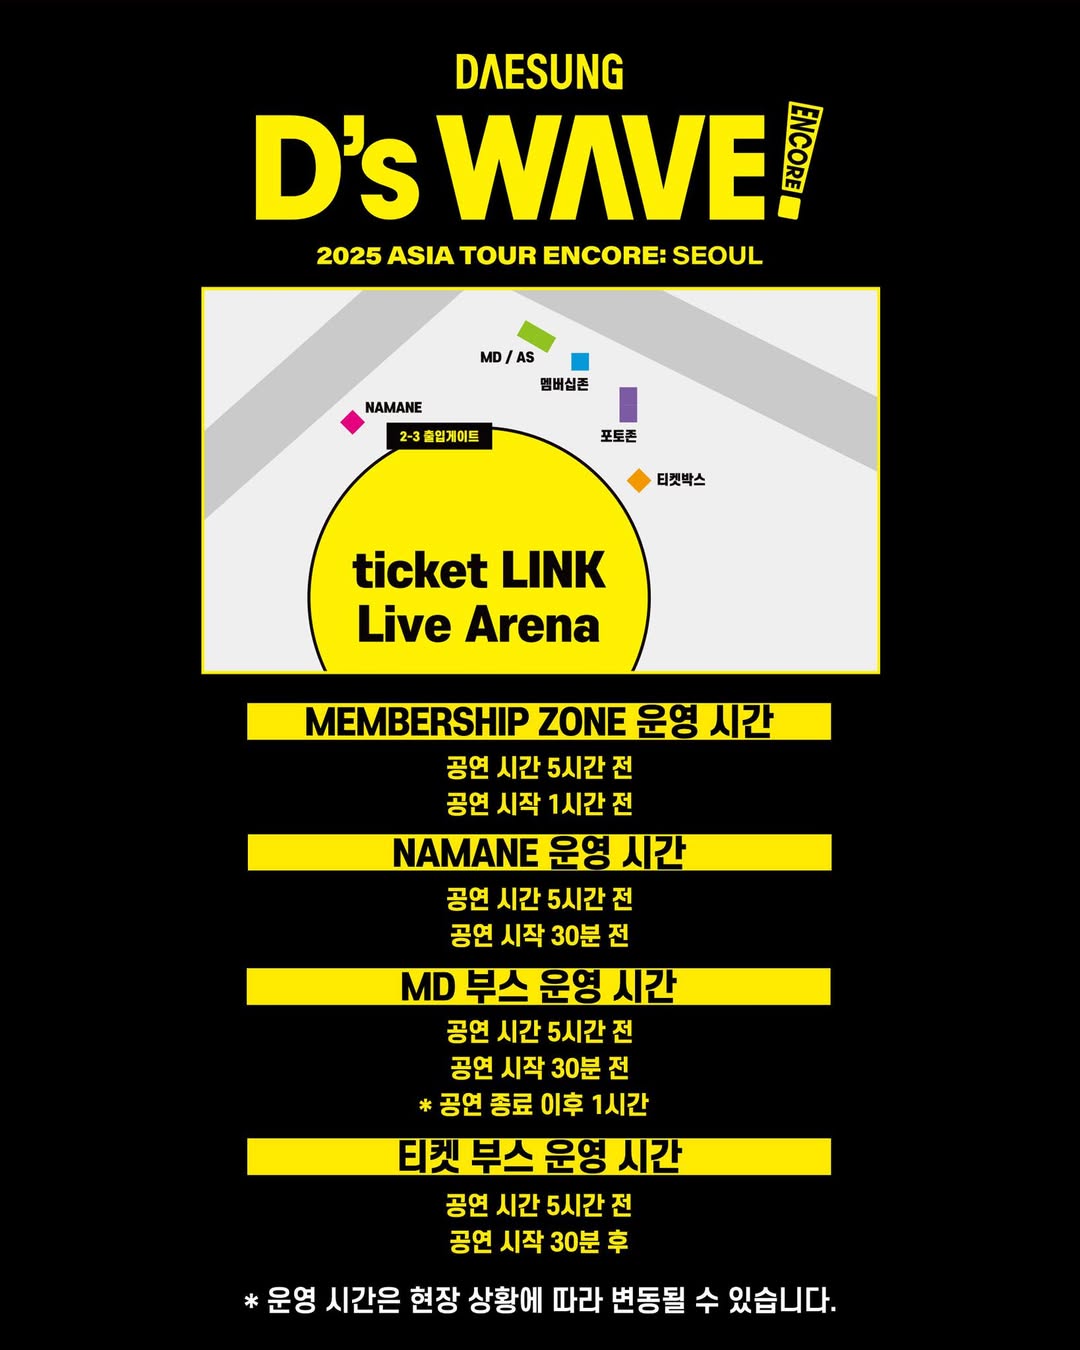 DAESUNG
D's WAVE!
ENCORE
2025 ASIA TOUR ENCORE: SEOUL
MD / AS
멤버십존
NAMANE
2-3 출입게이트
포토존
티켓박스
ticket LINK
Live Arena
MEMBERSHIP ZONE 운영 시간
공연 시간 5시간 전
공연 시작 1시간 전
NAMANE 운영 시간
공연 시간 5시간 전
공연 시작 30분 전
MD 부스 운영 시간
공연 시간 5시간 전
공연 시작 30분 전
* 공연 종료 이후 1시간
티켓 부스 운영 시간
공연 시간 5시간 전
공연 시작 30분 후
* 운영 시간은 현장 상황에 따라 변동될 수 있습니다.